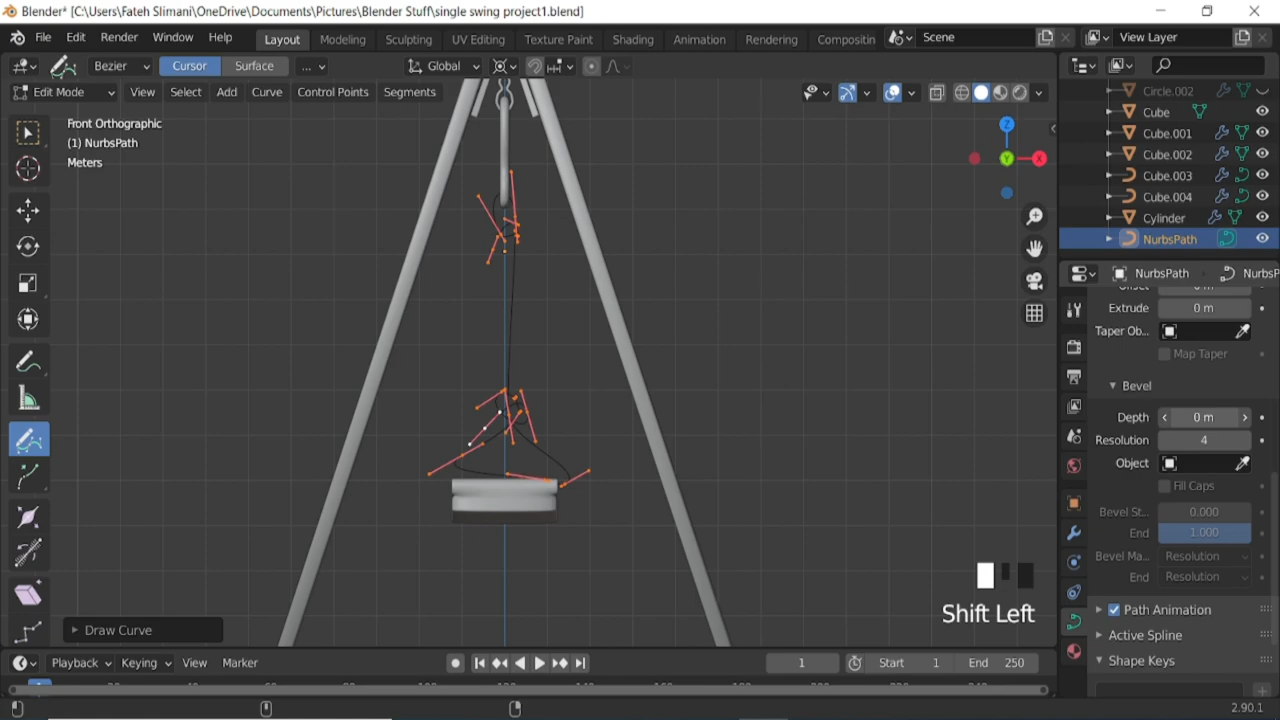 Blender* [C:\Users\Fateh Slimani\OneDrive\Documents\Pictures\Blender Stuff\single swing project1.blend]
File Edit Render Window Help Layout Modeling Sculpting UV Editing Texture Paint Shading Animation Rendering Compositin Scene View Layer
Bezier Cursor Surface ... Global
Edit Mode View Select Add Curve Control Points Segments
Circle.002
Cube
Cube.001
Cube.002
Cube.003
Cube.004
Cylinder
NurbsPath
Front Orthographic
(1) NurbsPath
Meters
Z
Y
X
NurbsPath NurbsP
Extrude 0 m
Taper Ob...
Map Taper
Bevel
Depth 0 m
Resolution 4
Object
Fill Caps
Bevel St... 0.000
End 1.000
Bevel Ma... Resolution
End Resolution
Path Animation
Active Spline
Shape Keys
Shift Left
Draw Curve
Playback Keying View Marker 1 Start 1 End 250
2.90.1